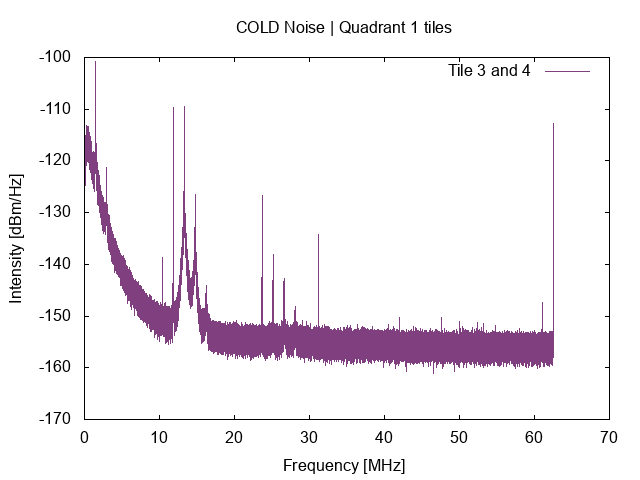 COLD Noise | Quadrant 1 tiles
Tile 3 and 4
Intensity [dBm/Hz]
-100
-110
-120
-130
-140
-150
-160
-170
0 10 20 30 40 50 60 70
Frequency [MHz]